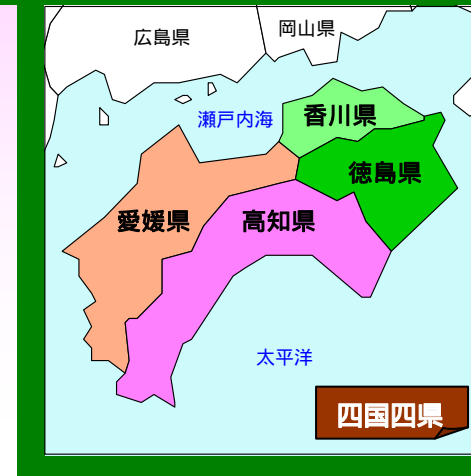 広島県
岡山県
瀬戸内海
香川県
徳島県
愛媛県
高知県
太平洋
四国四県